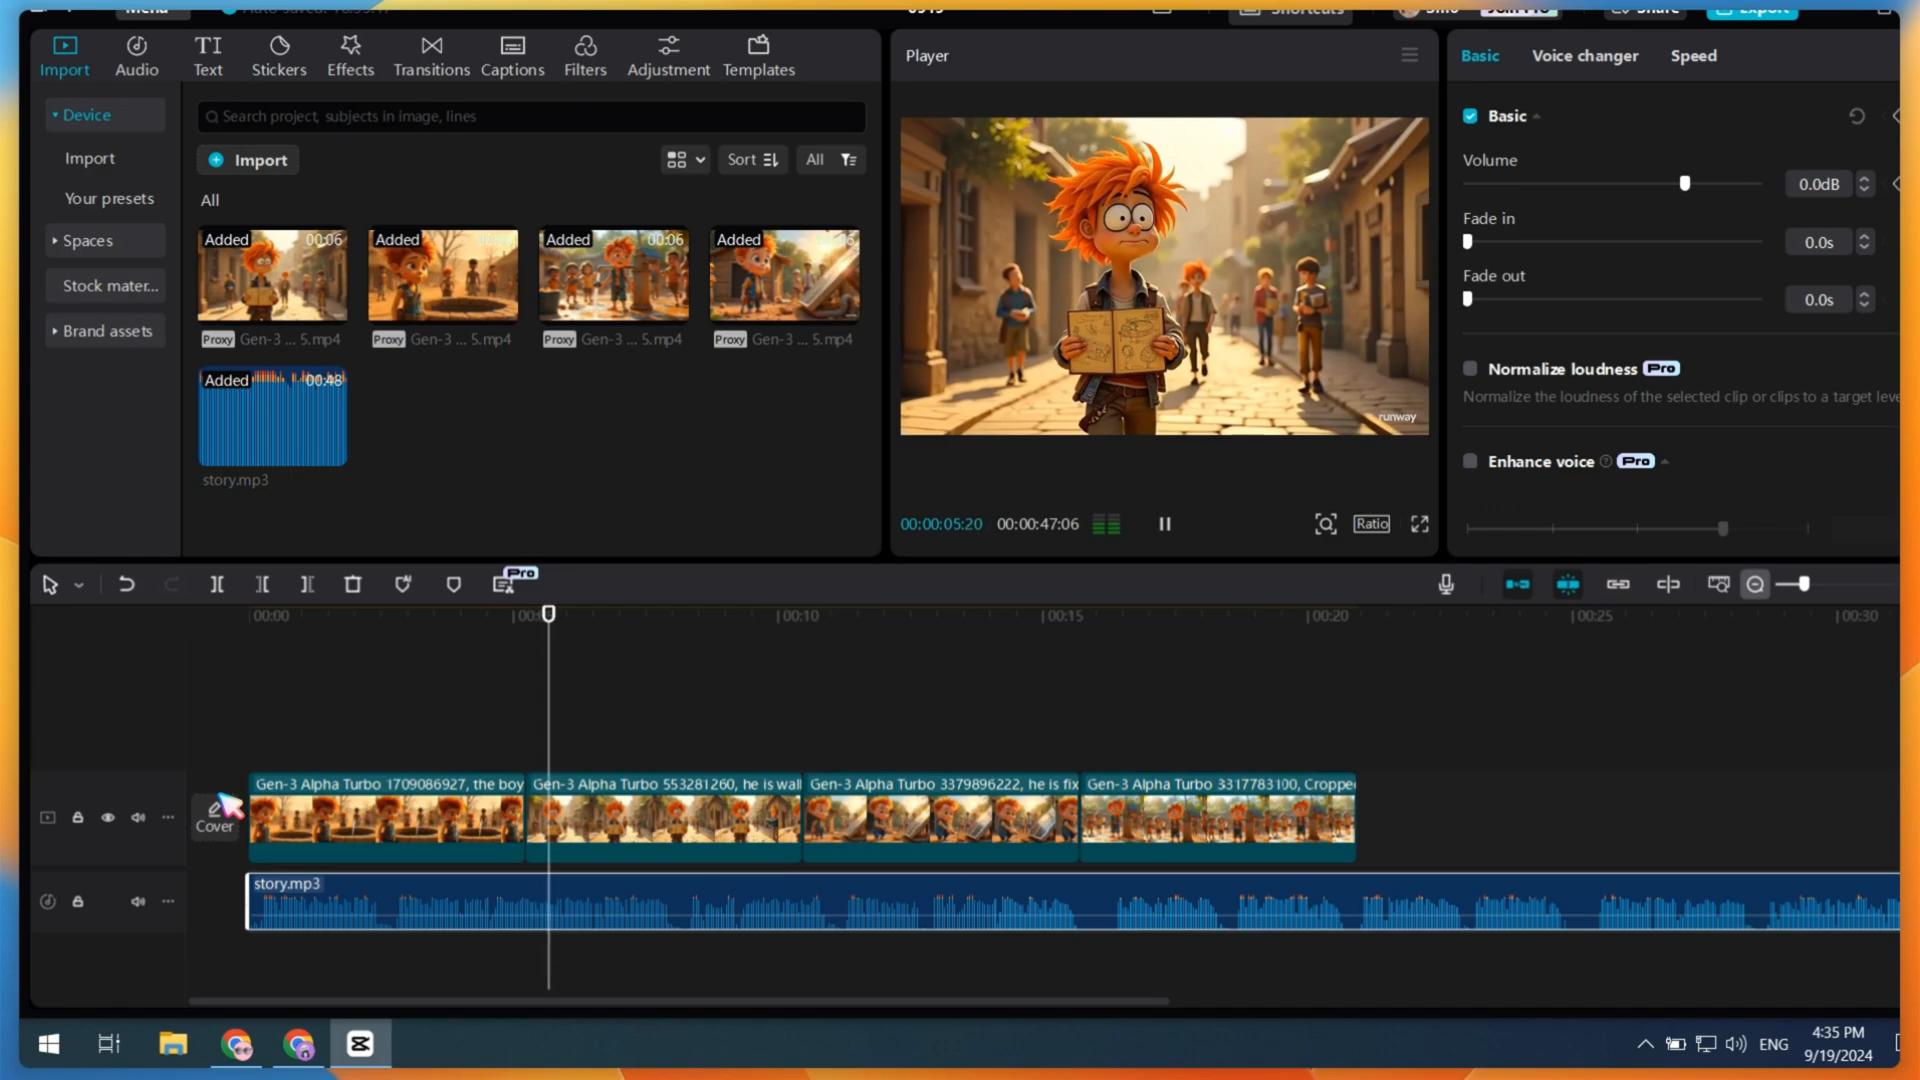 Menu
Shortcuts
Join Pro
Share
Export
Import
Audio
TI
Text
Stickers
Effects
Transitions
Captions
Filters
Adjustment
Templates
Player
Basic
Voice changer
Speed
Device
Import
Your presets
Spaces
Stock mater...
Brand assets
Search project, subjects in image, lines
Import
Sort
All
All
Added 00:06
Added
Added 00:06
Added
Proxy Gen-3 ... 5.mp4
Proxy Gen-3 ... 5.mp4
Proxy Gen-3 ... 5.mp4
Proxy Gen-3 ... 5.mp4
Added 00:48
story.mp3
runway
00:00:05:20 00:00:47:06
Ratio
Basic
Volume
0.0dB
Fade in
0.0s
Fade out
0.0s
Normalize loudness Pro
Normalize the loudness of the selected clip or clips to a target leve
Enhance voice Pro
Pro
00:00
00:10
00:15
00:20
00:25
00:30
Cover
Gen-3 Alpha Turbo 1709086927, the boy
Gen-3 Alpha Turbo 553281260, he is wall
Gen-3 Alpha Turbo 3379896222, he is fix
Gen-3 Alpha Turbo 3317783100, Croppe
story.mp3
ENG
4:35 PM
9/19/2024